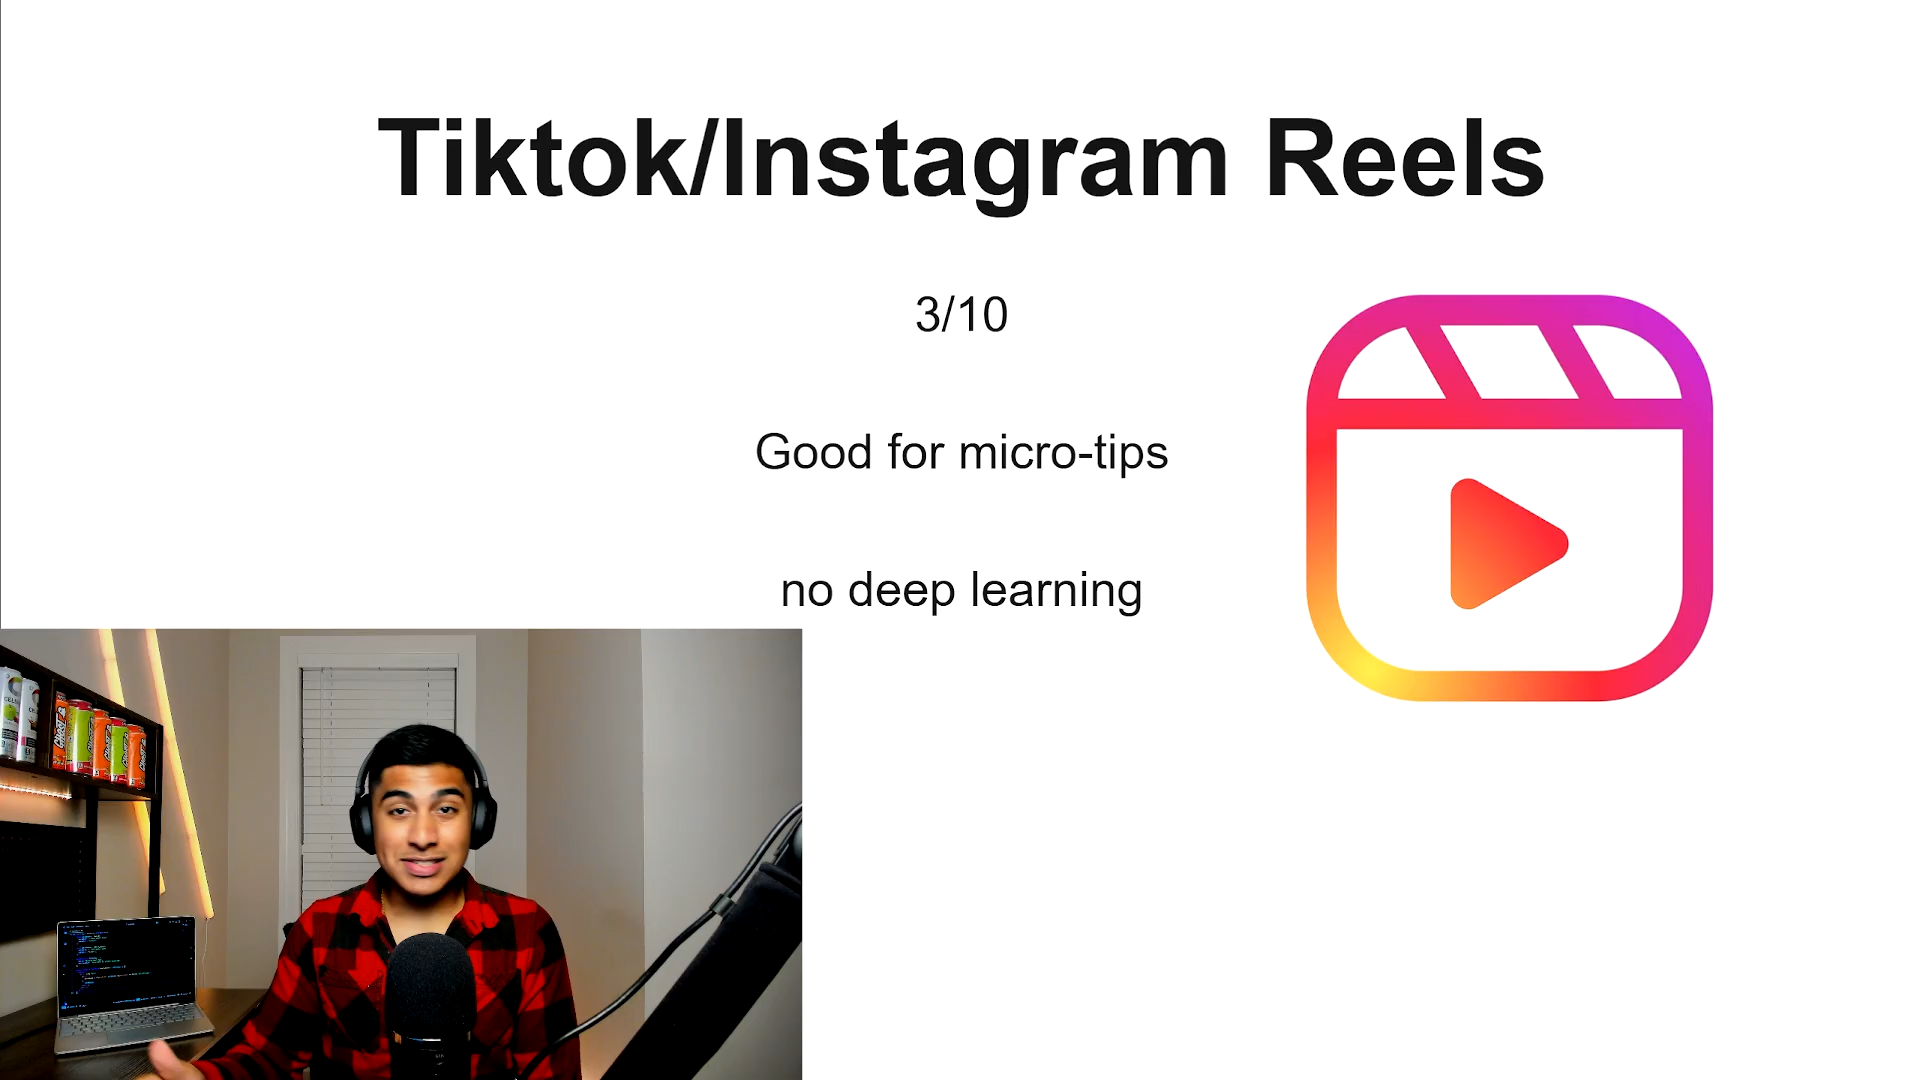 Tiktok/Instagram Reels
3/10
Good for micro-tips
no deep learning